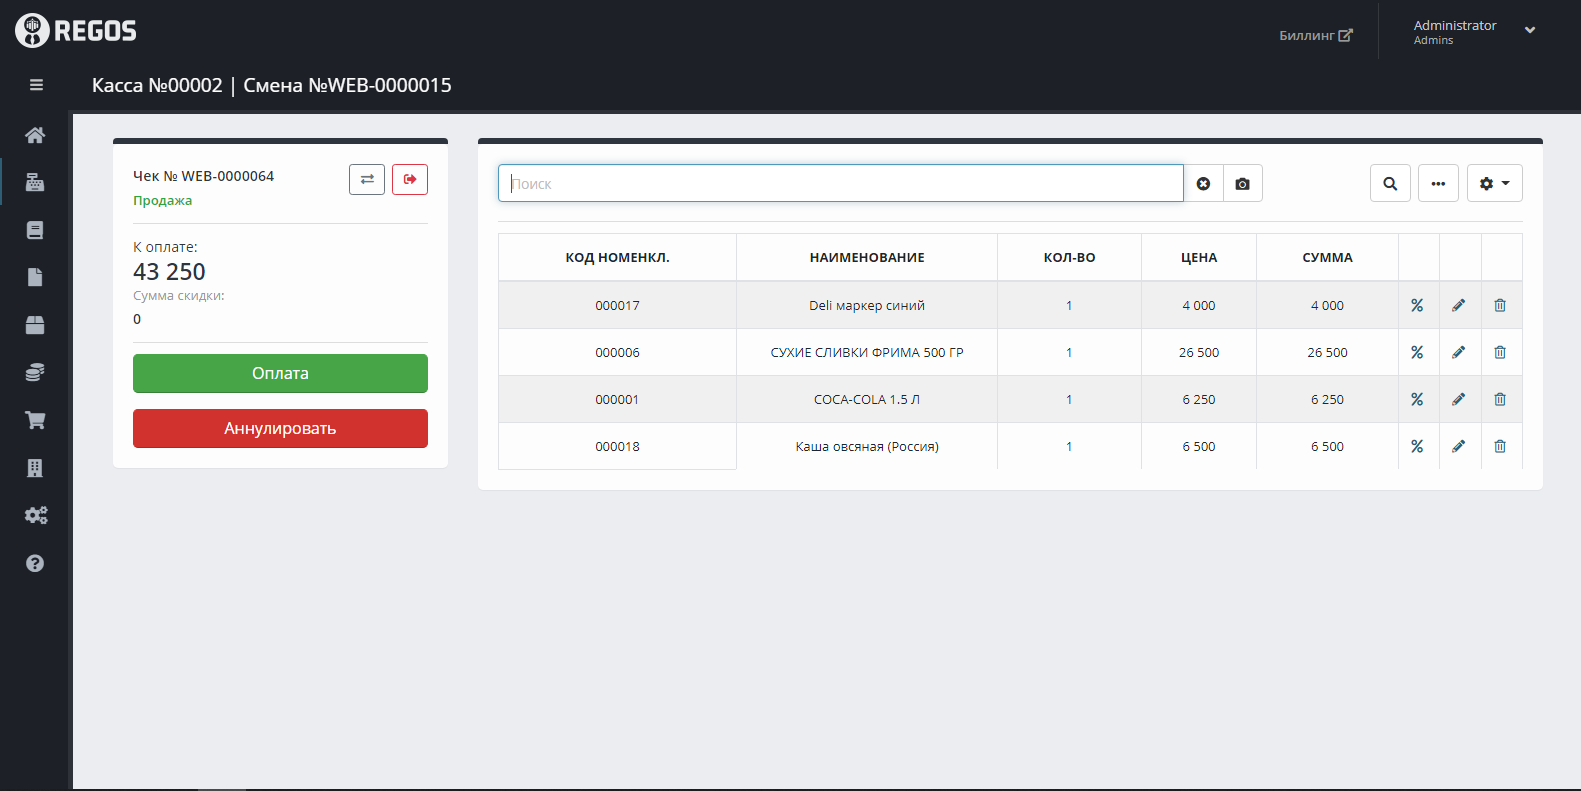 REGOS
Биллинг
Administrator
Admins
Касса №00002 | Смена №WEB-0000015
Чек № WEB-0000064
Продажа
К оплате:
43 250
Сумма скидки:
0
Оплата
Аннулировать
Поиск
КОД НОМЕНКЛ. НАИМЕНОВАНИЕ КОЛ-ВО ЦЕНА СУММА
000017 Deli маркер синий 1 4 000 4 000
000006 СУХИЕ СЛИВКИ ФРИМА 500 ГР 1 26 500 26 500
000001 COCA-COLA 1.5 Л 1 6 250 6 250
000018 Каша овсяная (Россия) 1 6 500 6 500